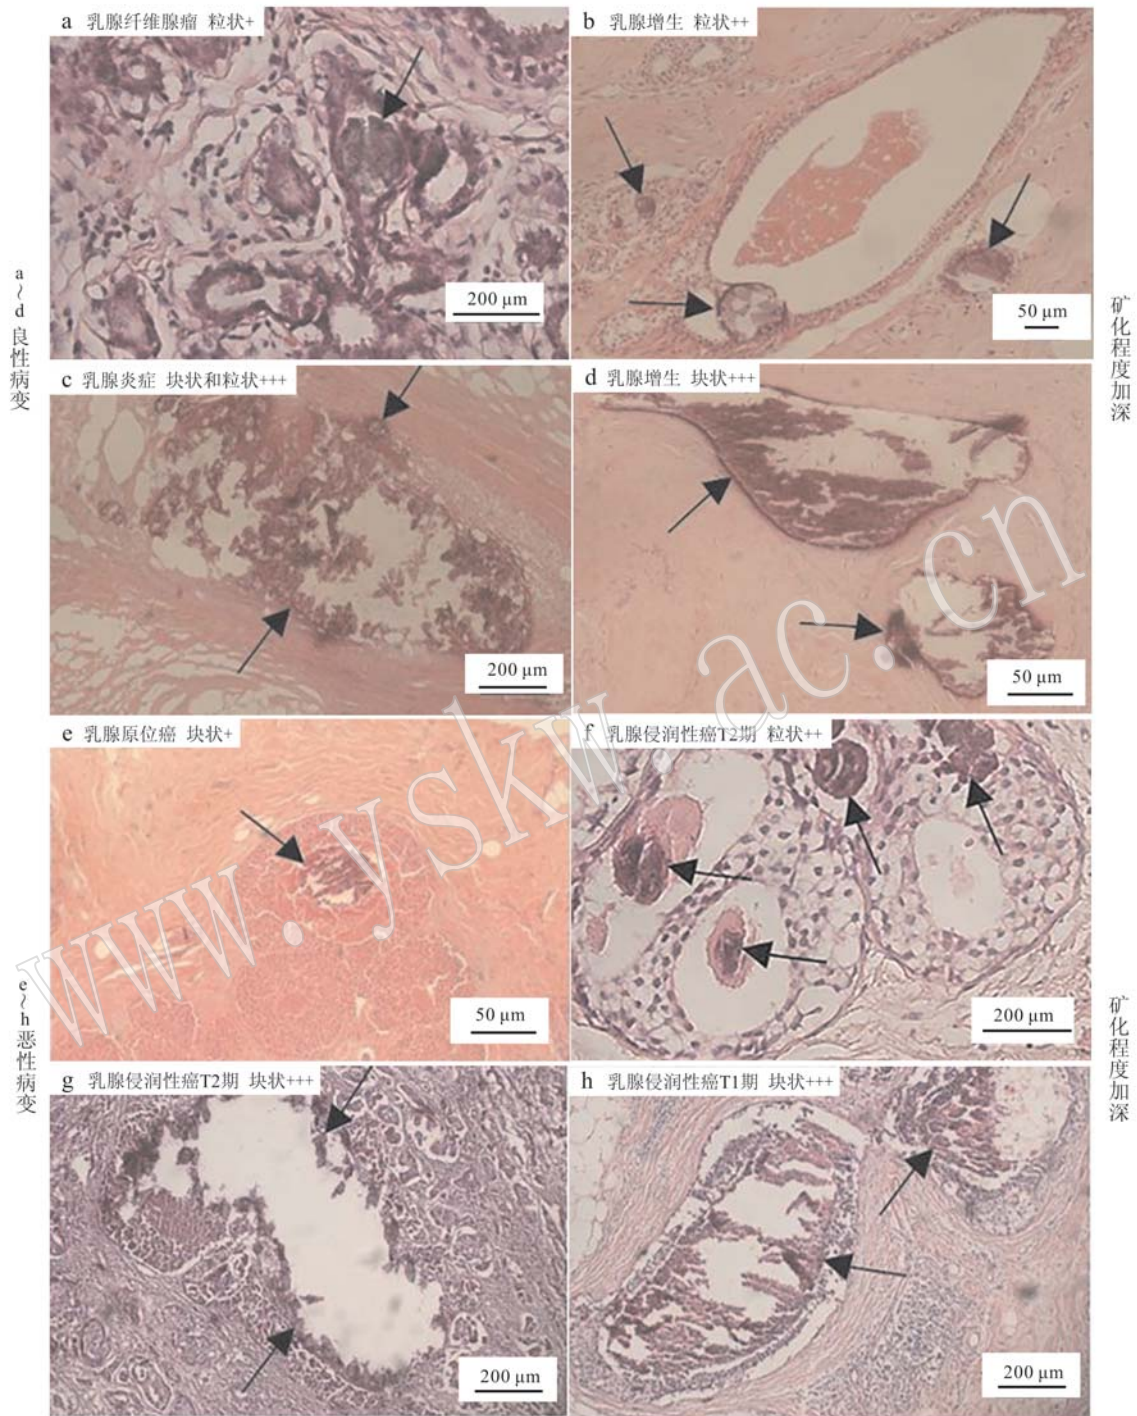 a 乳腺纤维腺瘤 粒状+
200 μm
b 乳腺增生 粒状++
50 μm
a~d良性病变
矿化程度加深
c 乳腺炎症 块状和粒状+++
200 μm
d 乳腺增生 块状+++
50 μm
e 乳腺原位癌 块状+
50 μm
f 乳腺侵润性癌T2期 粒状++
200 μm
e~h恶性病变
矿化程度加深
g 乳腺侵润性癌T2期 块状+++
200 μm
h 乳腺侵润性癌T1期 块状+++
200 μm
www.yskw.ac.cn